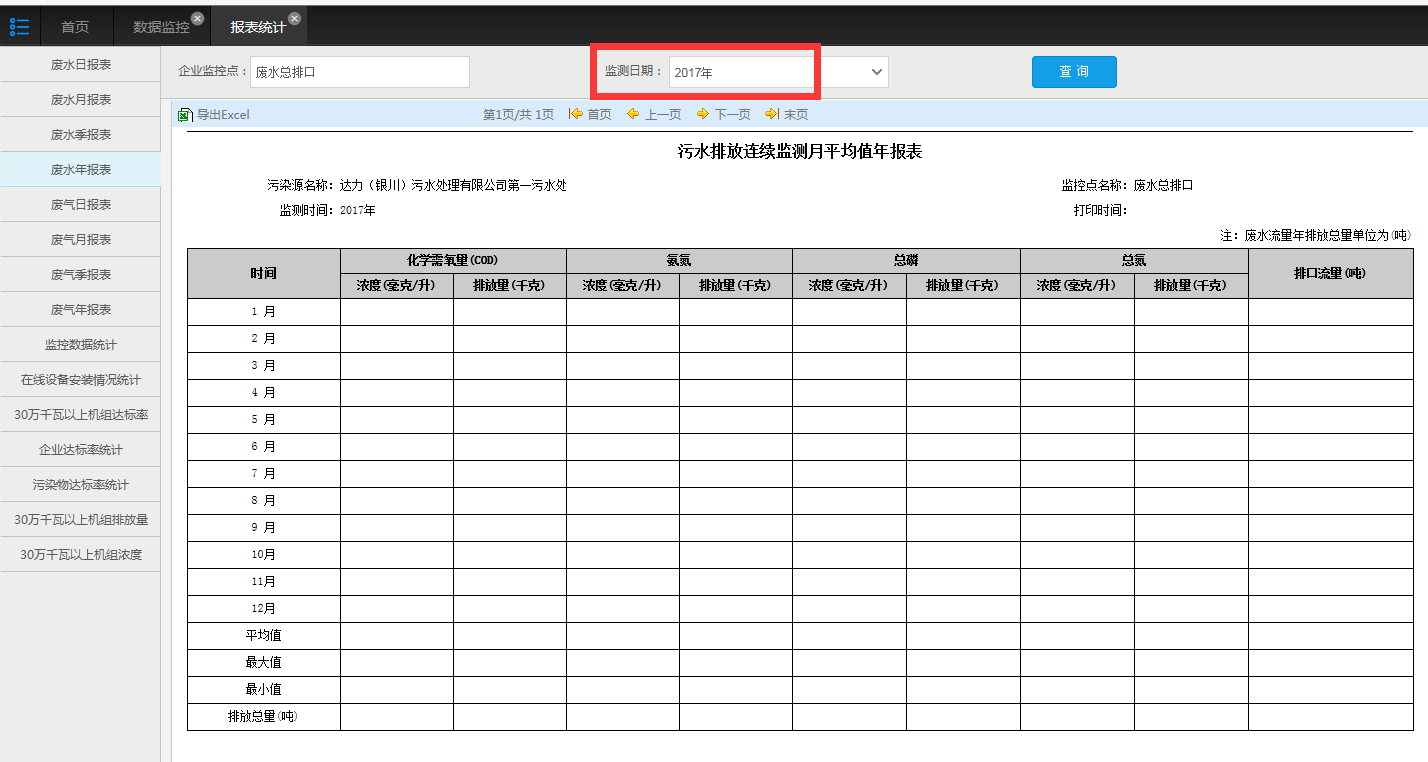 首页 数据监控 报表统计
废水日报表
废水月报表
废水季报表
废水年报表
废气日报表
废气月报表
废气季报表
废气年报表
监控数据统计
在线设备安装情况统计
30万千瓦以上机组达标率
企业达标率统计
污染物达标率统计
30万千瓦以上机组排放量
30万千瓦以上机组浓度
企业监控点： 废水总排口 监测日期： 2017年 查 询
导出Excel 第1页/共 1页 首页 上一页 下一页 末页
污水排放连续监测月平均值年报表
污染源名称：达力（银川）污水处理有限公司第一污水处 监控点名称：废水总排口
监测时间：2017年 打印时间：
注：废水流量年排放总量单位为(吨)
时间 化学需氧量(COD) 氨氮 总磷 总氮 排口流量(吨)
浓度(毫克/升) 排放量(千克) 浓度(毫克/升) 排放量(千克) 浓度(毫克/升) 排放量(千克) 浓度(毫克/升) 排放量(千克)
1 月
2 月
3 月
4 月
5 月
6 月
7 月
8 月
9 月
10月
11月
12月
平均值
最大值
最小值
排放总量(吨)